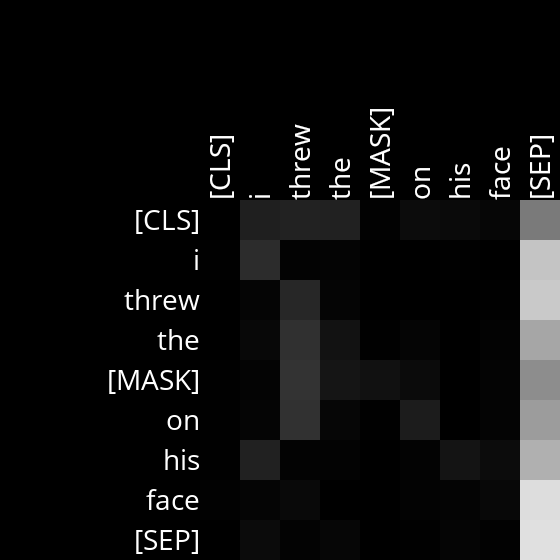 [CLS] i threw the [MASK] on his face [SEP]
[CLS]
i
threw
the
[MASK]
on
his
face
[SEP]